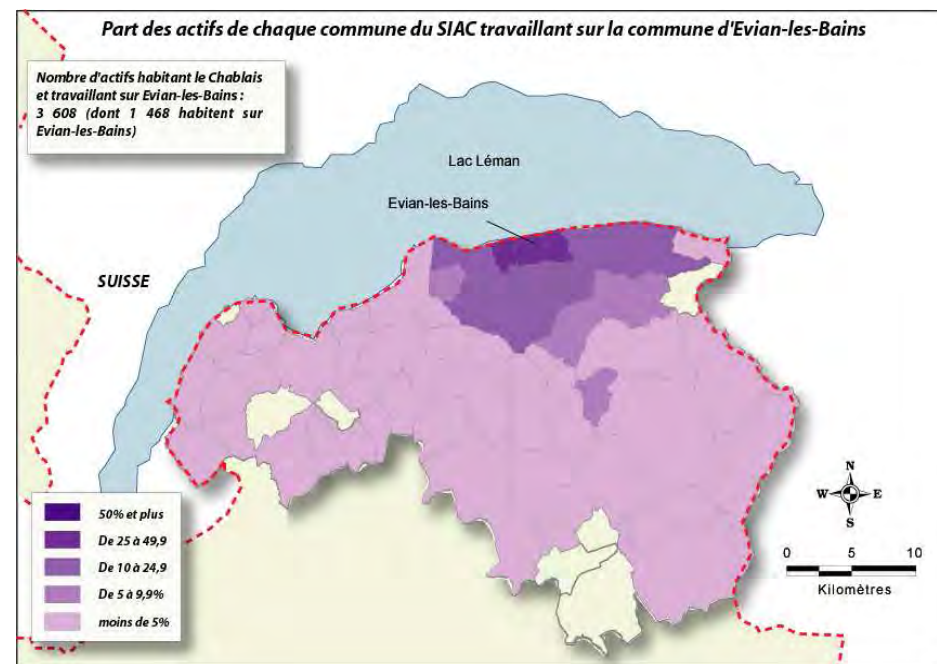 Part des actifs de chaque commune du SIAC travaillant sur la commune d'Evian-les-Bains
Nombre d'actifs habitant le Chablais
et travaillant sur Evian-les-Bains :
3 608 (dont 1 468 habitent sur
Evian-les-Bains)
Lac Léman
Evian-les-Bains
SUISSE
50% et plus
De 25 à 49,9
De 10 à 24,9
De 5 à 9,9%
moins de 5%
N
W E
S
0 5 10
Kilomètres